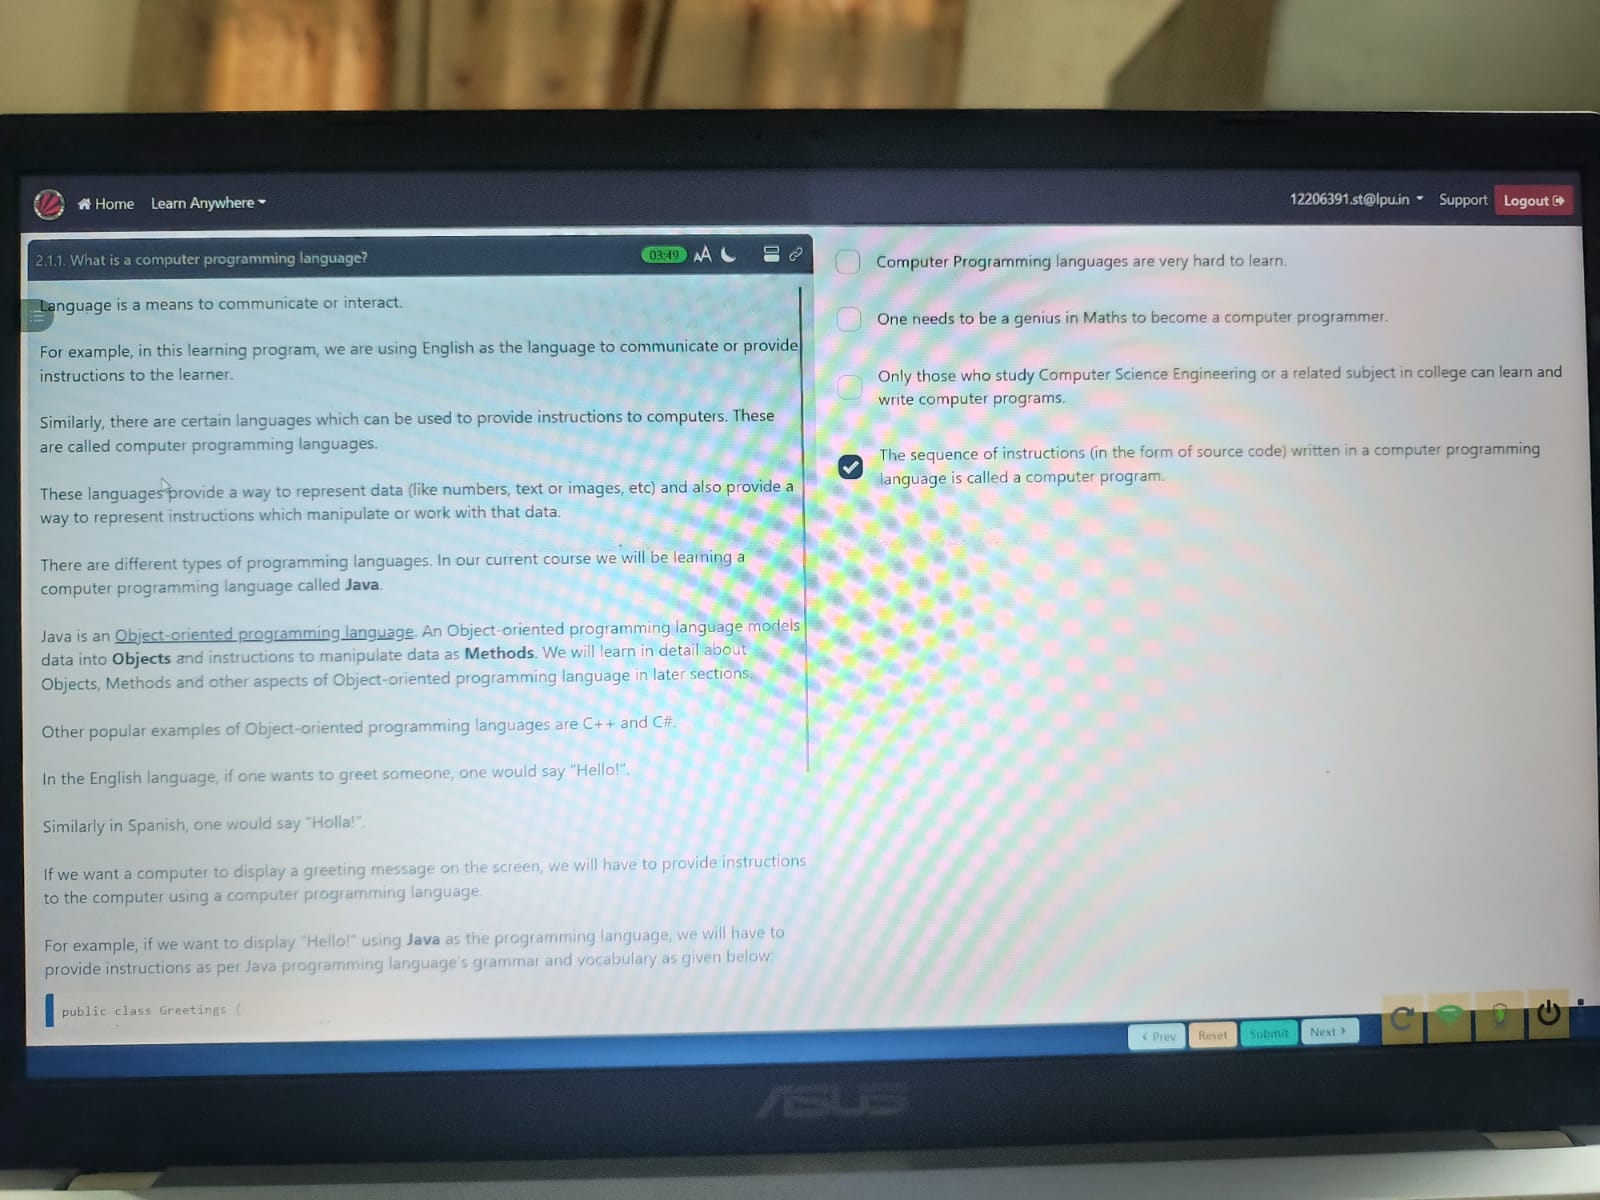 Home Learn Anywhere 12206391.st@lpu.in Support Logout
2.1.1. What is a computer programming language? 03:49 AA
Language is a means to communicate or interact.
For example, in this learning program, we are using English as the language to communicate or provide
instructions to the learner.
Similarly, there are certain languages which can be used to provide instructions to computers. These
are called computer programming languages.
These languages provide a way to represent data (like numbers, text or images, etc) and also provide a
way to represent instructions which manipulate or work with that data.
There are different types of programming languages. In our current course we will be learning a
computer programming language called Java.
Java is an Object-oriented programming language. An Object-oriented programming language models
data into Objects and instructions to manipulate data as Methods. We will learn in detail about
Objects, Methods and other aspects of Object-oriented programming language in later sections.
Other popular examples of Object-oriented programming languages are C++ and C#.
In the English language, if one wants to greet someone, one would say "Hello!".
Similarly in Spanish, one would say "Holla!".
If we want a computer to display a greeting message on the screen, we will have to provide instructions
to the computer using a computer programming language.
For example, if we want to display "Hello!" using Java as the programming language, we will have to
provide instructions as per Java programming language's grammar and vocabulary as given below:
public class Greetings {
Computer Programming languages are very hard to learn.
One needs to be a genius in Maths to become a computer programmer.
Only those who study Computer Science Engineering or a related subject in college can learn and
write computer programs.
The sequence of instructions (in the form of source code) written in a computer programming
language is called a computer program.
< Prev Reset Submit Next >
ASUS